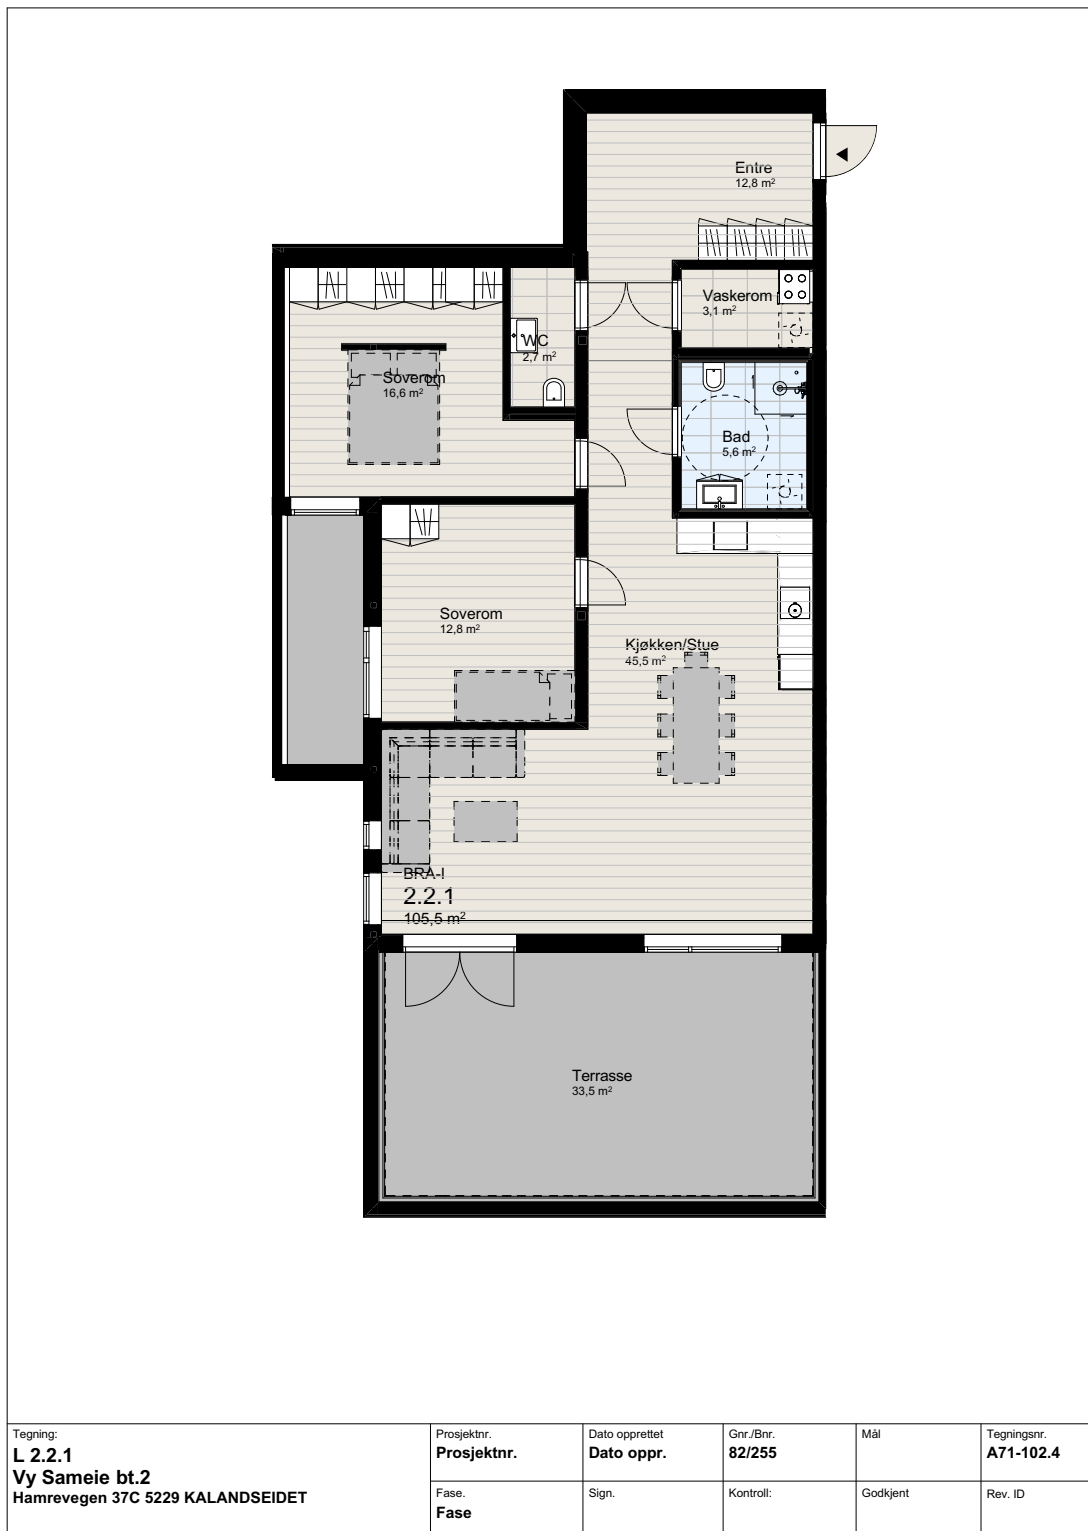 Entre
12,8 m²
Vaskerom
3,1 m²
WC
2,7 m²
Soverom
16,6 m²
Bad
5,6 m²
Soverom
12,8 m²
Kjøkken/Stue
45,5 m²
BRA-I
2.2.1
105,5 m²
Terrasse
33,5 m²
Tegning:
L 2.2.1
Vy Sameie bt.2
Hamrevegen 37C 5229 KALANDSEIDET
Prosjektnr.
Prosjektnr.
Dato opprettet
Dato oppr.
Gnr./Bnr.
82/255
Mål
Tegningsnr.
A71-102.4
Fase.
Fase
Sign.
Kontroll:
Godkjent
Rev. ID